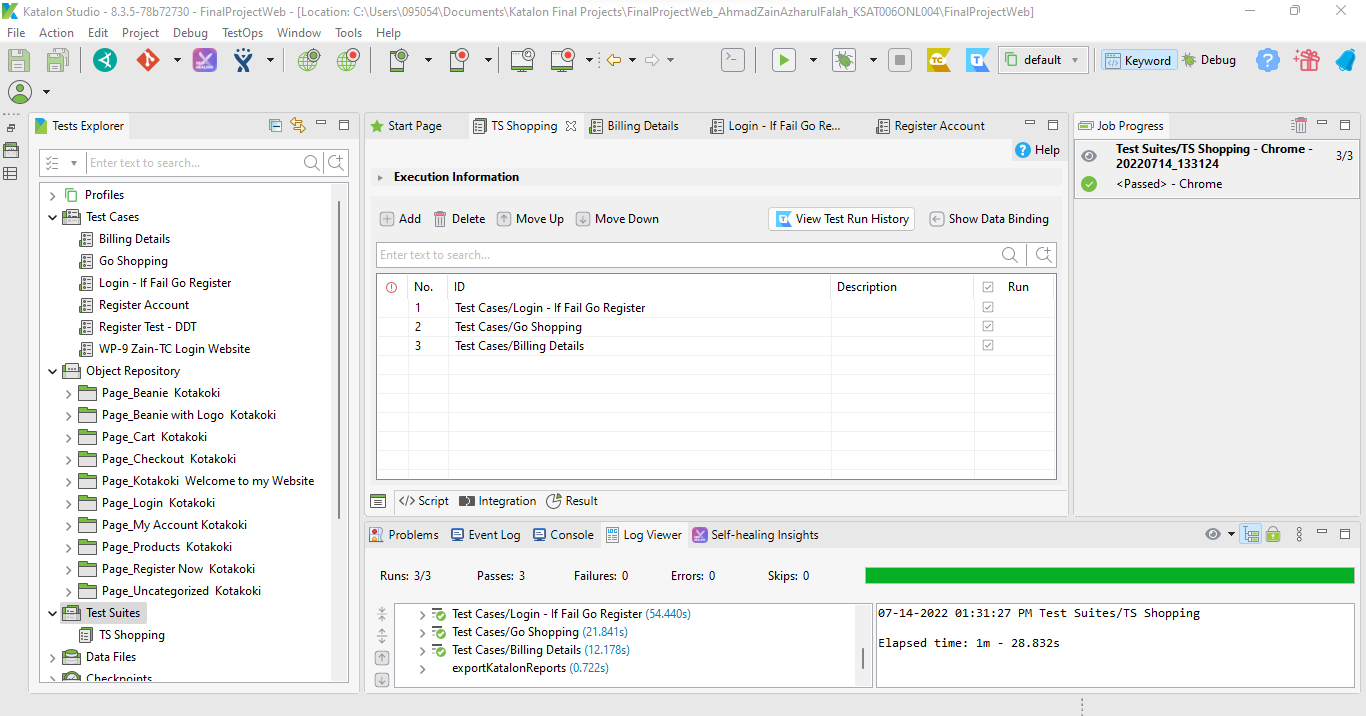 Katalon Studio - 8.3.5-78b72730 - FinalProjectWeb - [Location: C:\Users\095054\Documents\Katalon Final Projects\FinalProjectWeb_AhmadZainAzharulFalah_KSAT006ONL004\FinalProjectWeb]
File Action Edit Project Debug TestOps Window Tools Help
default Keyword Debug
Tests Explorer
Enter text to search...
Profiles
Test Cases
Billing Details
Go Shopping
Login - If Fail Go Register
Register Account
Register Test - DDT
WP-9 Zain-TC Login Website
Object Repository
Page_Beanie Kotakoki
Page_Beanie with Logo Kotakoki
Page_Cart Kotakoki
Page_Checkout Kotakoki
Page_Kotakoki Welcome to my Website
Page_Login Kotakoki
Page_My Account Kotakoki
Page_Products Kotakoki
Page_Register Now Kotakoki
Page_Uncategorized Kotakoki
Test Suites
TS Shopping
Data Files
Checkpoints
Start Page TS Shopping Billing Details Login - If Fail Go Re... Register Account
Help
Execution Information
Add Delete Move Up Move Down View Test Run History Show Data Binding
Enter text to search...
No. ID Description Run
1 Test Cases/Login - If Fail Go Register
2 Test Cases/Go Shopping
3 Test Cases/Billing Details
</> Script Integration Result
Job Progress
Test Suites/TS Shopping - Chrome - 3/3
20220714_133124
<Passed> - Chrome
Problems Event Log Console Log Viewer Self-healing Insights
Runs: 3/3 Passes: 3 Failures: 0 Errors: 0 Skips: 0
Test Cases/Login - If Fail Go Register (54.440s)
Test Cases/Go Shopping (21.841s)
Test Cases/Billing Details (12.178s)
exportKatalonReports (0.722s)
07-14-2022 01:31:27 PM Test Suites/TS Shopping
Elapsed time: 1m - 28.832s